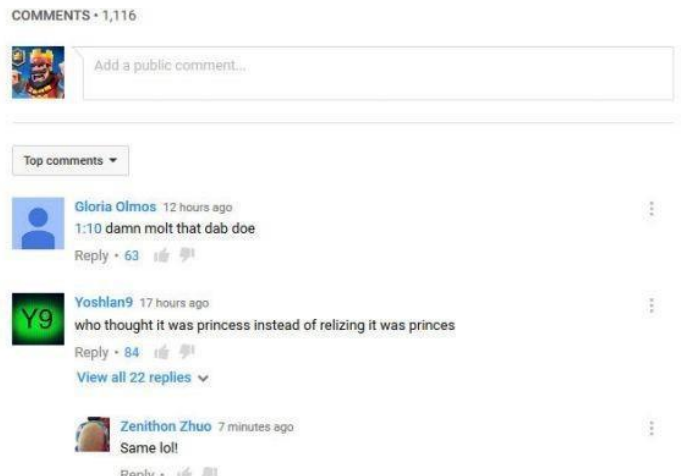 COMMENTS • 1,116
Add a public comment...
Top comments
Gloria Olmos 12 hours ago
1:10 damn molt that dab doe
Reply • 63
Y9
Yoshlan9 17 hours ago
who thought it was princess instead of relizing it was princes
Reply • 84
View all 22 replies
Zenithon Zhuo 7 minutes ago
Same lol!
Reply •